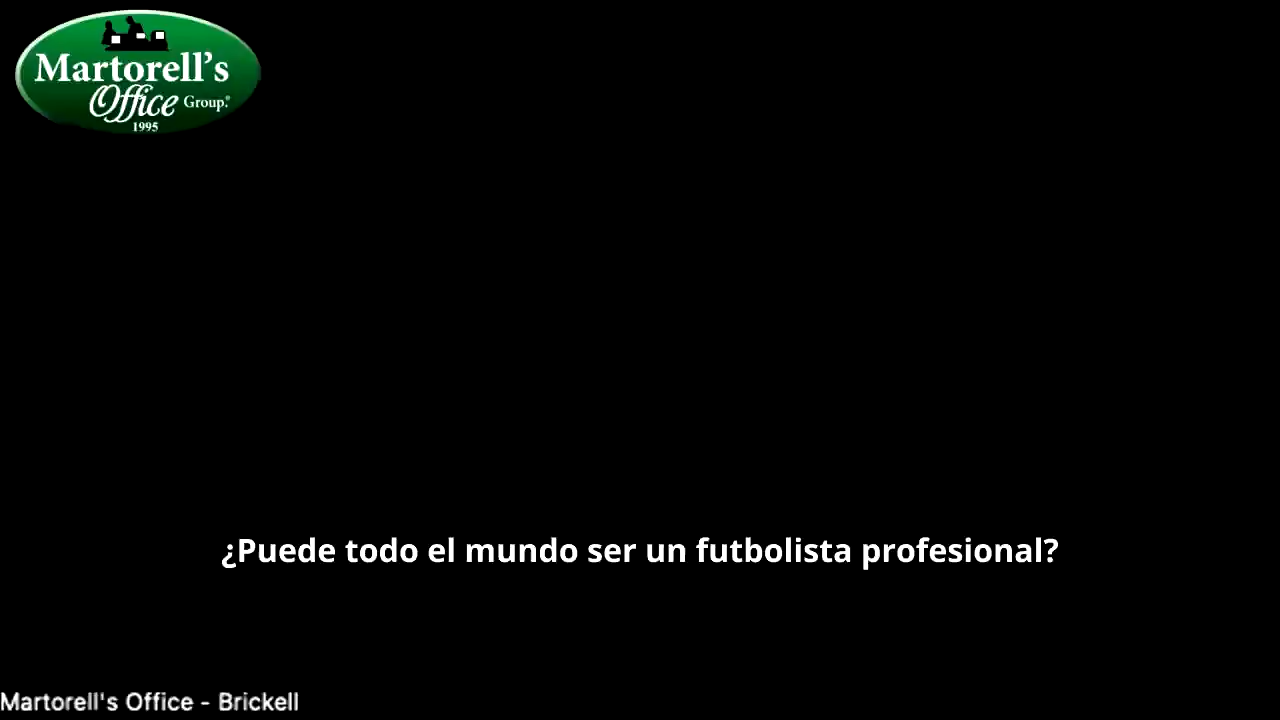 Martorell's
Office Group.®
1995
¿Puede todo el mundo ser un futbolista profesional?
Martorell's Office - Brickell